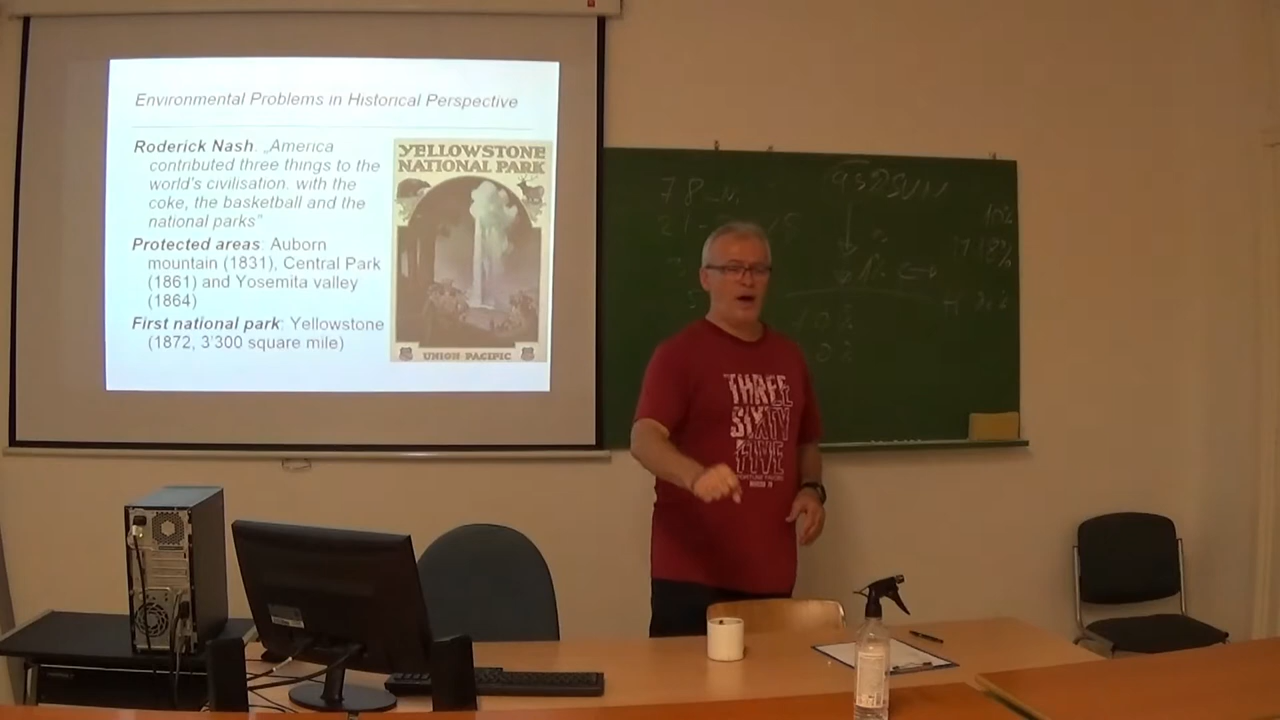 Environmental Problems in Historical Perspective
Roderick Nash. „America
contributed three things to the
world's civilisation. with the
coke, the basketball and the
national parks"
Protected areas: Auborn
mountain (1831), Central Park
(1861) and Yosemita valley
(1864)
First national park: Yellowstone
(1872, 3'300 square mile)
YELLOWSTONE
NATIONAL PARK
UNION PACIFIC
78
THREE
SIXTY
FIVE